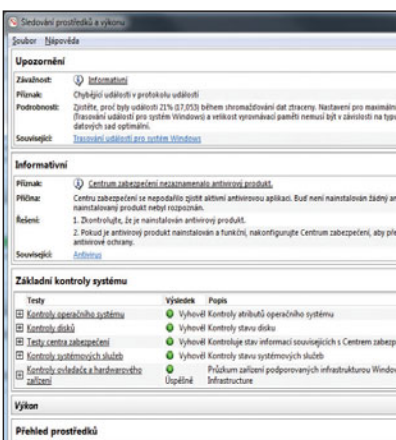 Sledování prostředků a výkonu
Soubor Nápověda
Upozornění
Závažnost: Informativní
Příznak: Chybějící události v protokolu událostí
Podrobnosti: Zjistěte, proč byly události 21% (17,053) během shromažďování dat ztraceny. Nastavení pro maximální
(Trasování událostí pro systém Windows) a velikost vyrovnávací paměti nemusí být v závislosti na typu
datových sad optimální.
Související: Trasování událostí pro systém Windows
Informativní
Příznak: Centrum zabezpečení nezaznamenalo antivirový produkt.
Příčina: Centru zabezpečení se nepodařilo zjistit aktivní antivirovou aplikaci. Buď není nainstalován žádný
nainstalovaný produkt nebyl rozpoznán.
Řešení: 1. Zkontrolujte, že je nainstalován antivirový produkt.
2. Pokud je antivirový produkt nainstalován a funkční, nakonfigurujte Centrum zabezpečení, aby
antivirové ochrany.
Související: Antivirus
Základní kontroly systému
Testy Výsledek Popis
Kontroly operačního systému Vyhověl Kontroly atributů operačního systému
Kontroly disků Vyhověl Kontroly stavu disku
Testy centra zabezpečení Vyhověl Kontroluje stav informací souvisejících s Centrem
Kontroly systémových služeb Vyhověl Kontroly stavu systémových služeb
Kontroly ovladače a hardwarového zařízení Úspěšné Průzkum zařízení podporovaných infrastrukturou
Infrastructure
Výkon
Přehled prostředků